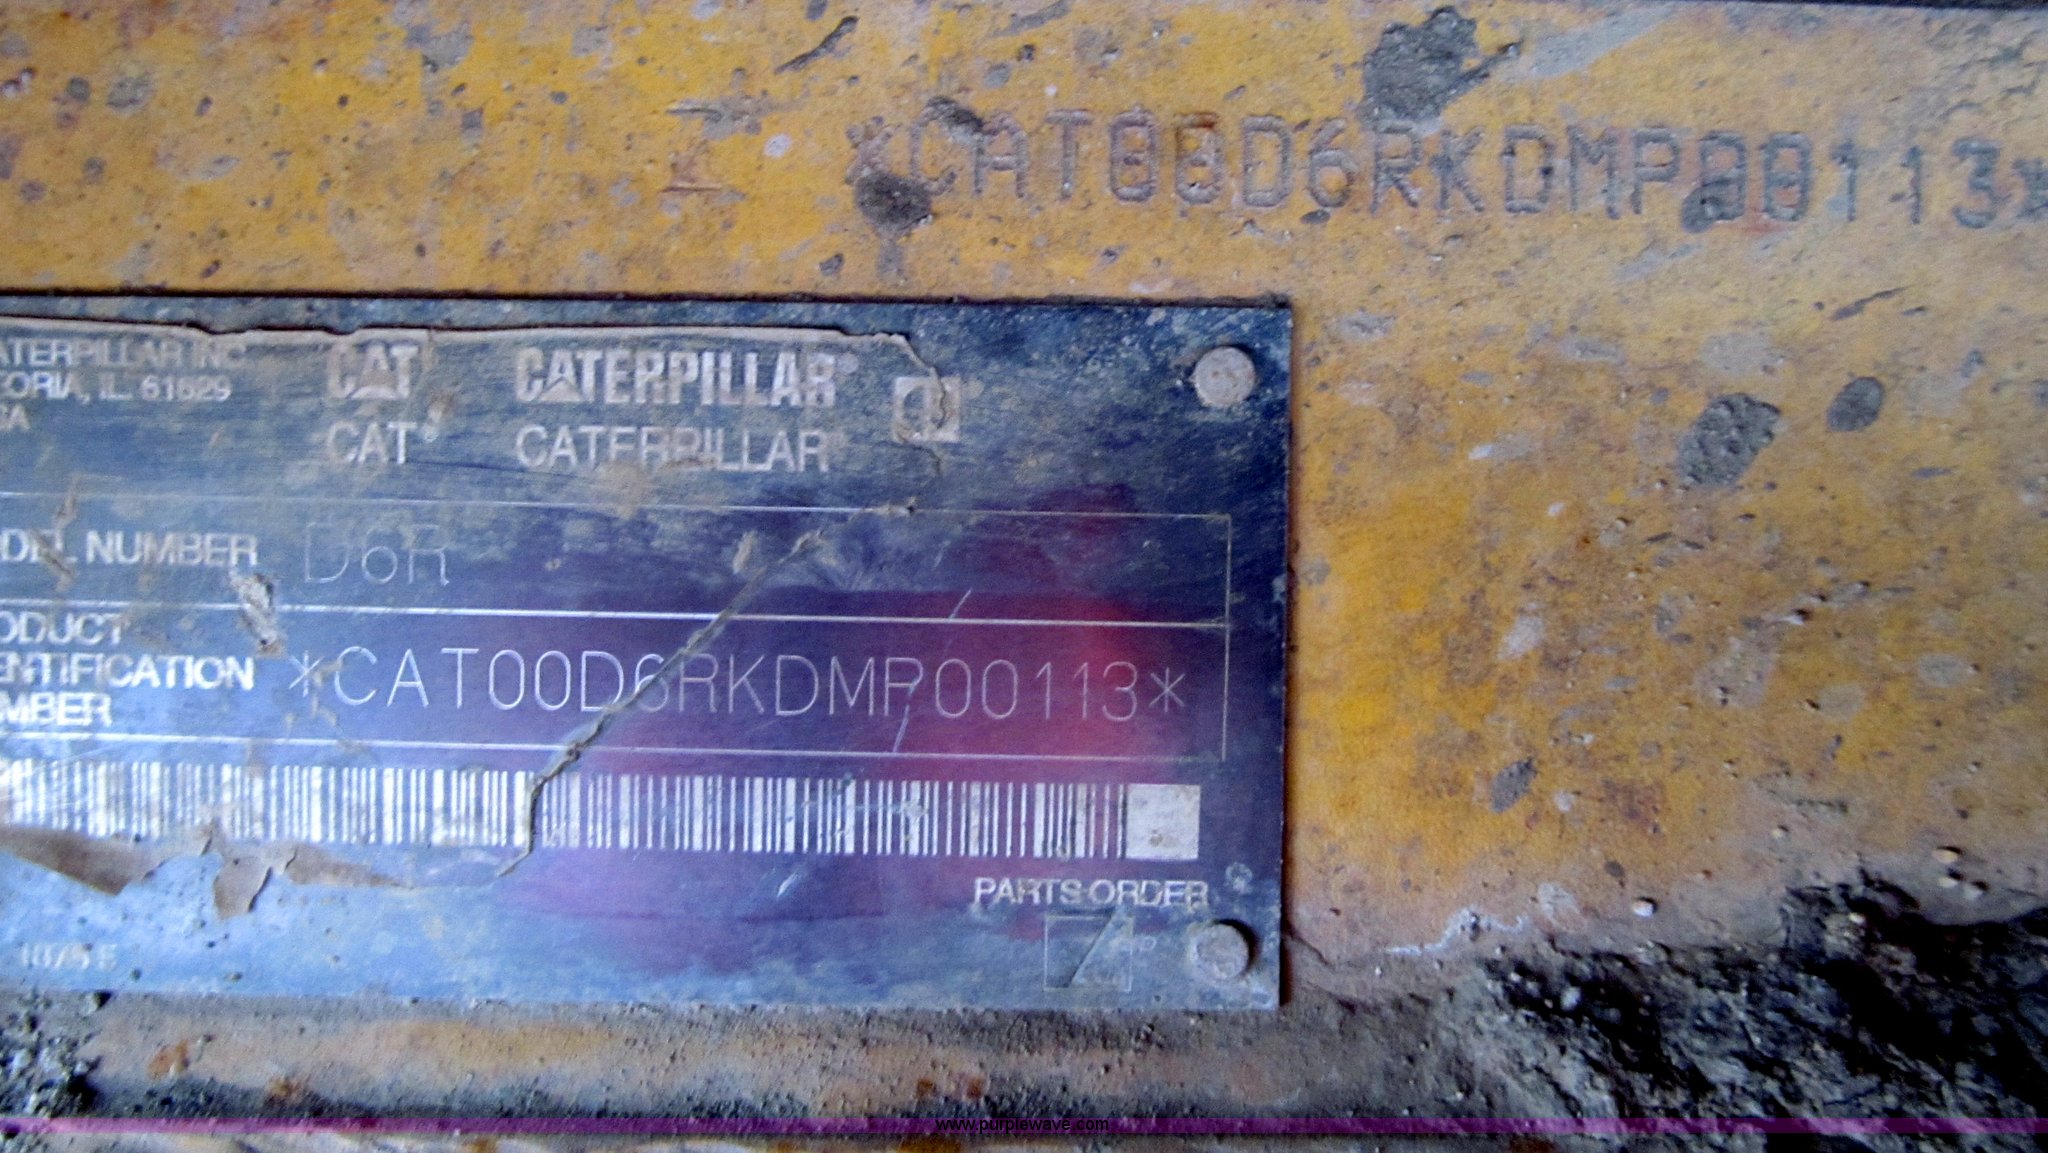 *CAT00D6RKDMP00113*
ATERPILLAR INC
ORIA, IL. 61629
SA
CAT
CATERPILLAR®
CAT®
CATERPILLAR
DEL NUMBER D6R
ODUCT
ENTIFICATION
MBER
*CAT00D6RKDMP00113*
PARTS ORDER
www.purplewave.com